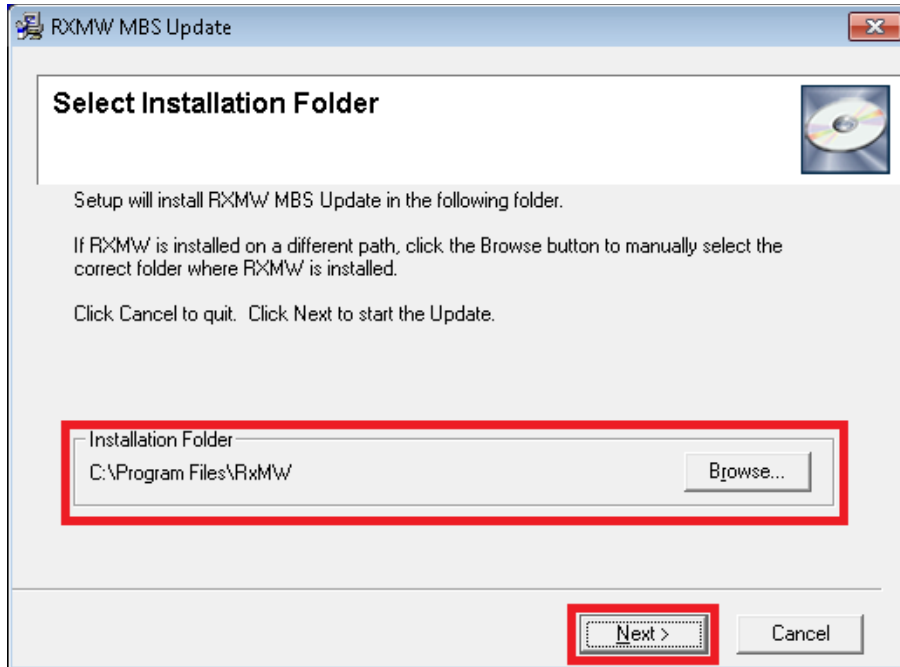 RXMW MBS Update
Select Installation Folder
Setup will install RXMW MBS Update in the following folder.
If RXMW is installed on a different path, click the Browse button to manually select the
correct folder where RXMW is installed.
Click Cancel to quit.  Click Next to start the Update.
Installation Folder
C:\Program Files\RxMW
Browse...
Next >
Cancel